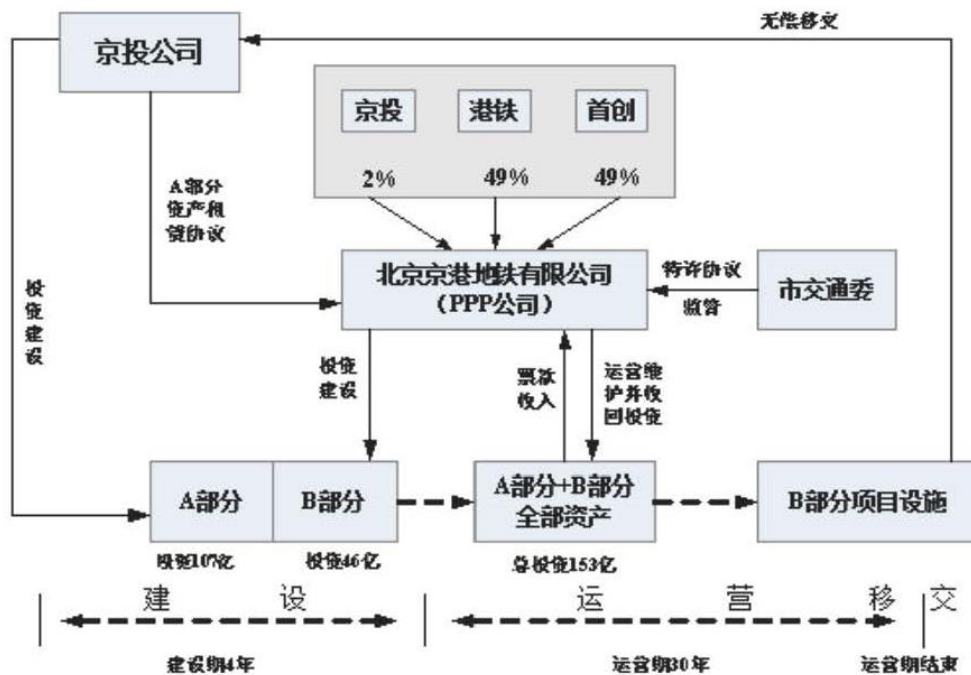 无偿移交
京投公司
京投
港铁
首创
2%
49%
49%
A部分
资产租
赁协议
投资建设
北京京港地铁有限公司
（PPP公司）
特许协议
监管
市交通委
投资
建设
票款
收入
运营维
护并收
回投资
A部分
B部分
A部分+B部分
全部资产
B部分项目设施
投资107亿
投资46亿
总投资153亿
建 设
运 营
移 交
建设期4年
运营期30年
运营期结束